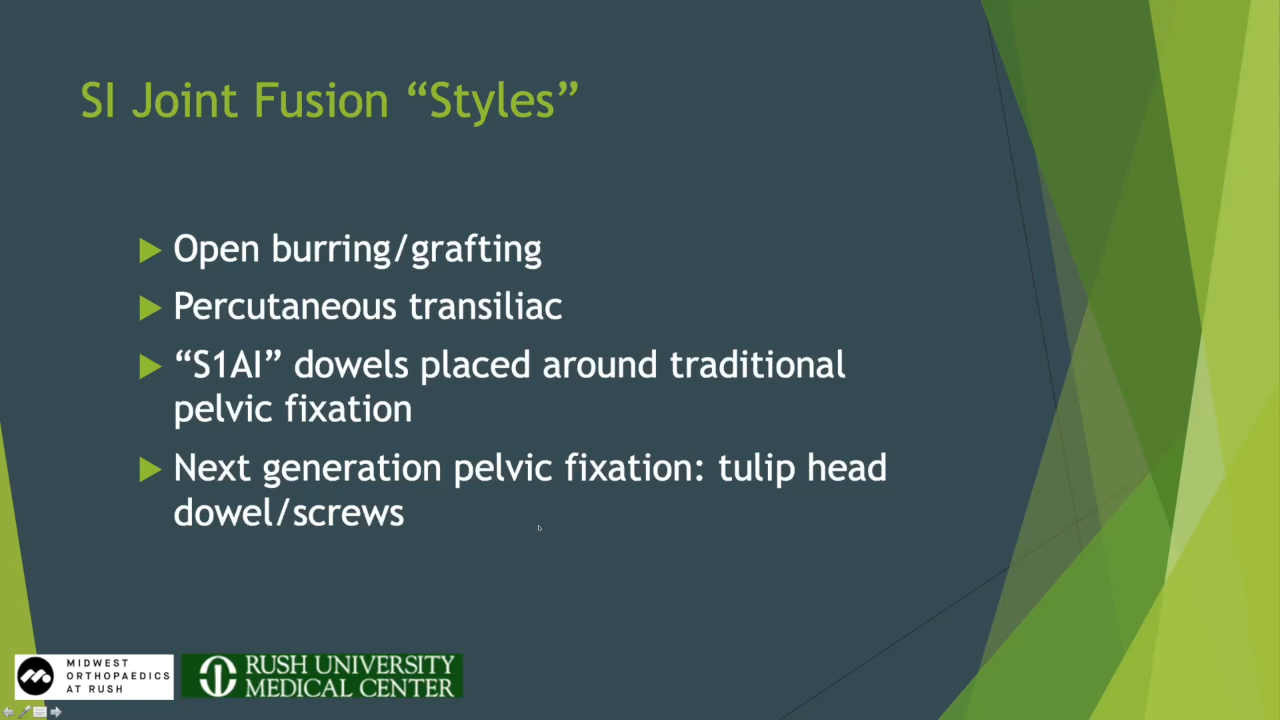 SI Joint Fusion “Styles”
Open burring/grafting
Percutaneous transiliac
“S1AI” dowels placed around traditional
pelvic fixation
Next generation pelvic fixation: tulip head
dowel/screws
MIDWEST
ORTHOPAEDICS
AT RUSH
RUSH UNIVERSITY
MEDICAL CENTER